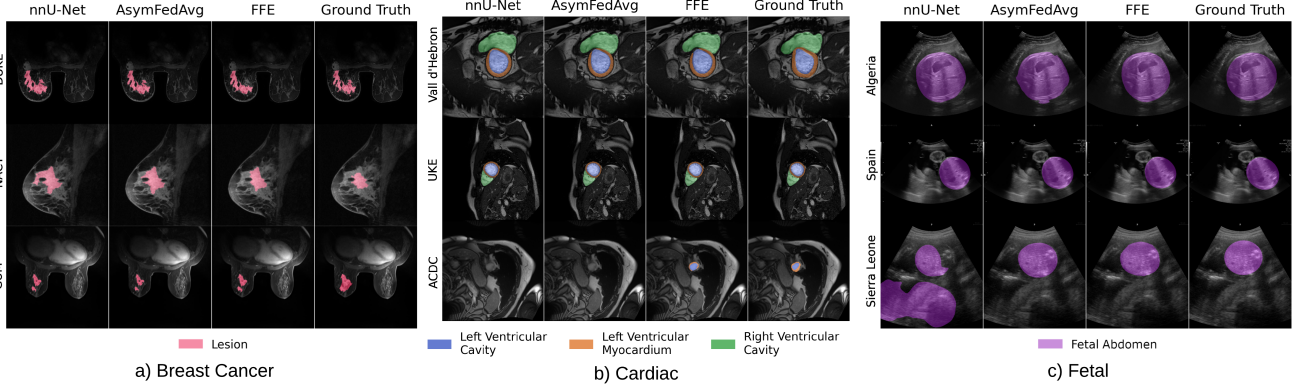 nnU-Net AsymFedAvg FFE Ground Truth
nnU-Net AsymFedAvg FFE Ground Truth
nnU-Net AsymFedAvg FFE Ground Truth
Vall d'Hebron
UKE
ACDC
Algeria
Spain
Sierra Leone
Lesion
Left Ventricular
Cavity
Left Ventricular
Myocardium
Right Ventricular
Cavity
Fetal Abdomen
a) Breast Cancer
b) Cardiac
c) Fetal